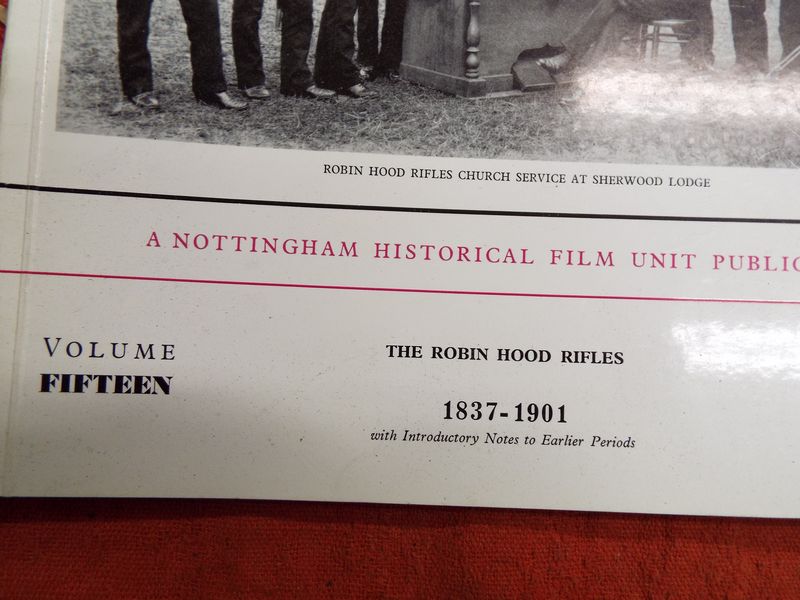 ROBIN HOOD RIFLES CHURCH SERVICE AT SHERWOOD LODGE
A NOTTINGHAM HISTORICAL FILM UNIT PUBLIC
VOLUME
FIFTEEN
THE ROBIN HOOD RIFLES
1837-1901
with Introductory Notes to Earlier Periods